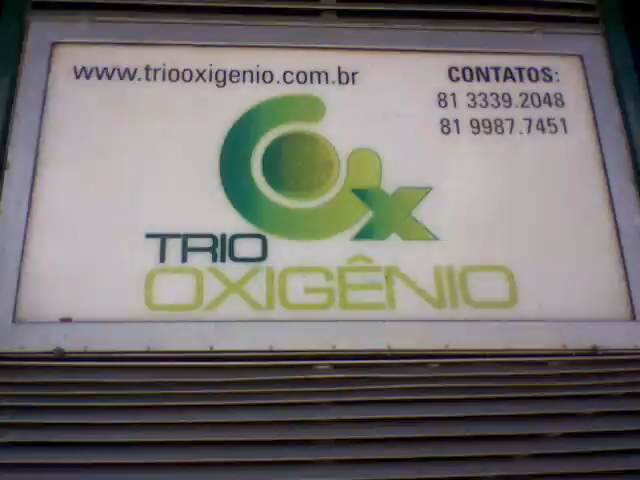 www.triooxigenio.com.br
CONTATOS:
81 3339.2048
81 9987.7451
Ox
TRIO
OXIGÊNIO